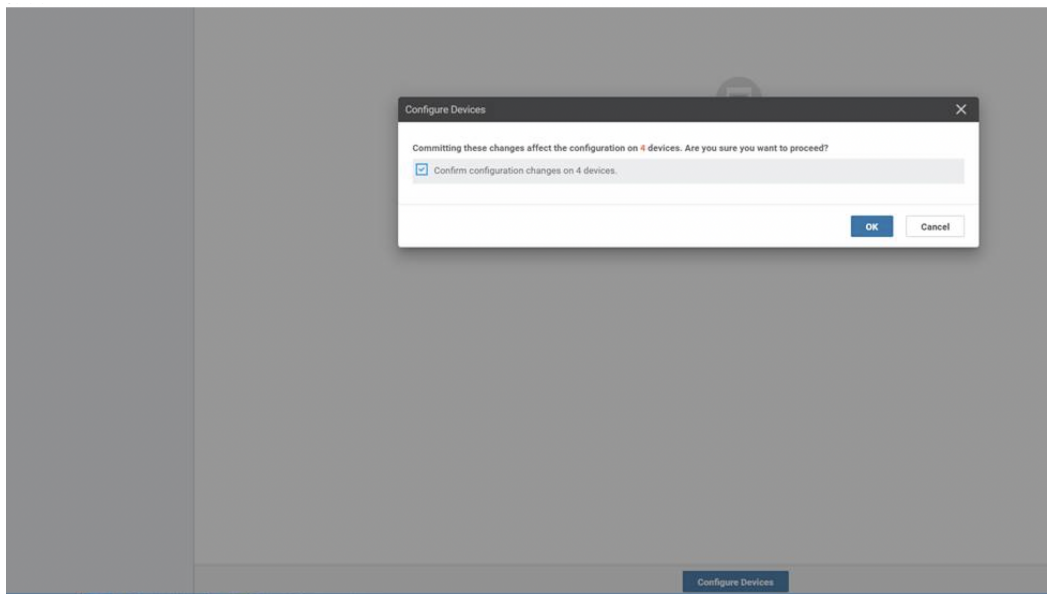 Configure Devices
Committing these changes affect the configuration on 4 devices. Are you sure you want to proceed?
Confirm configuration changes on 4 devices.
OK Cancel
Configure Devices